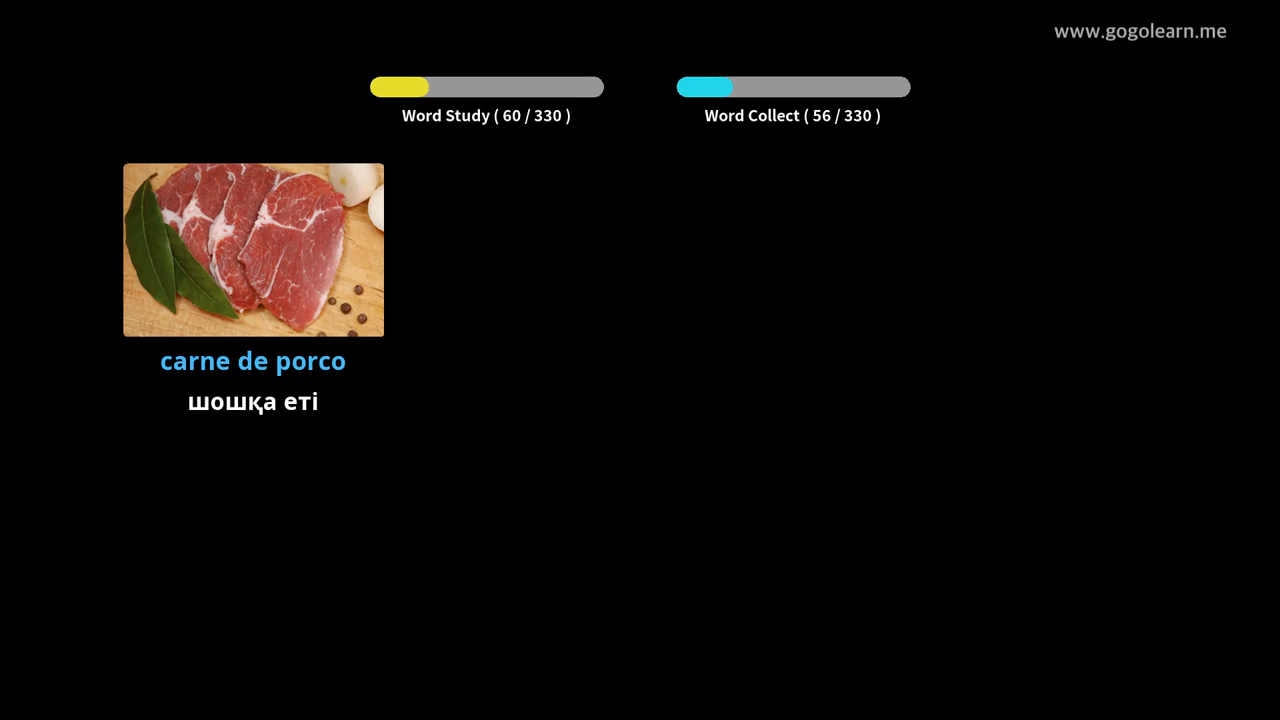 www.gogolearn.me
Word Study ( 60 / 330 )
Word Collect ( 56 / 330 )
carne de porco
шошқа еті